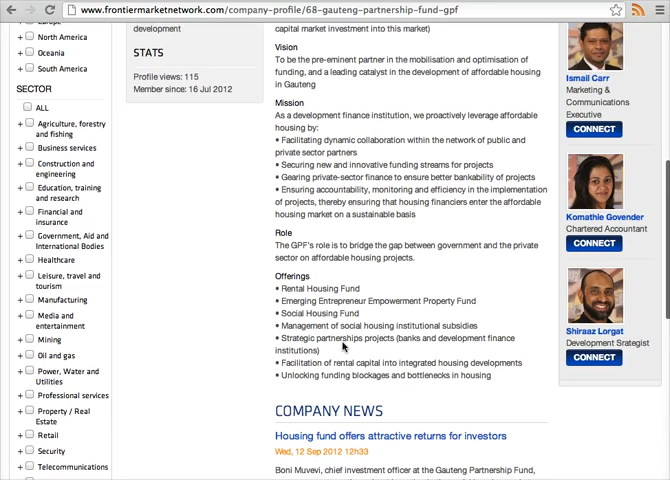 www.frontiermarketnetwork.com/company-profile/68-gauteng-partnership-fund-gpf
Europe
+ North America
+ Oceania
+ South America
SECTOR
ALL
+ Agriculture, forestry
and fishing
+ Business services
+ Construction and
engineering
+ Education, training
and research
+ Financial and
insurance
+ Government, Aid and
International Bodies
+ Healthcare
+ Leisure, travel and
tourism
+ Manufacturing
+ Media and
entertainment
+ Mining
+ Oil and gas
+ Power, Water and
Utilities
+ Professional services
+ Property / Real
Estate
+ Retail
+ Security
+ Telecommunications
development
STATS
Profile views: 115
Member since: 16 Jul 2012
capital market investment into this market)
Vision
To be the pre-eminent partner in the mobilisation and optimisation of
funding, and a leading catalyst in the development of affordable housing
in Gauteng
Mission
As a development finance institution, we proactively leverage affordable
housing by:
• Facilitating dynamic collaboration within the network of public and
private sector partners
• Securing new and innovative funding streams for projects
• Gearing private-sector finance to ensure better bankability of projects
• Ensuring accountability, monitoring and efficiency in the implementation
of projects, thereby ensuring that housing financiers enter the affordable
housing market on a sustainable basis
Role
The GPF's role is to bridge the gap between government and the private
sector on affordable housing projects.
Offerings
• Rental Housing Fund
• Emerging Entrepreneur Empowerment Property Fund
• Social Housing Fund
• Management of social housing institutional subsidies
• Strategic partnerships projects (banks and development finance
institutions)
• Facilitation of rental capital into integrated housing developments
• Unlocking funding blockages and bottlenecks in housing
COMPANY NEWS
Housing fund offers attractive returns for investors
Wed, 12 Sep 2012 12h33
Boni Muvevi, chief investment officer at the Gauteng Partnership Fund,
Ismail Carr
Marketing &
Communications
Executive
CONNECT
Komathie Govender
Chartered Accountant
CONNECT
Shiraaz Lorgat
Development Srategist
CONNECT